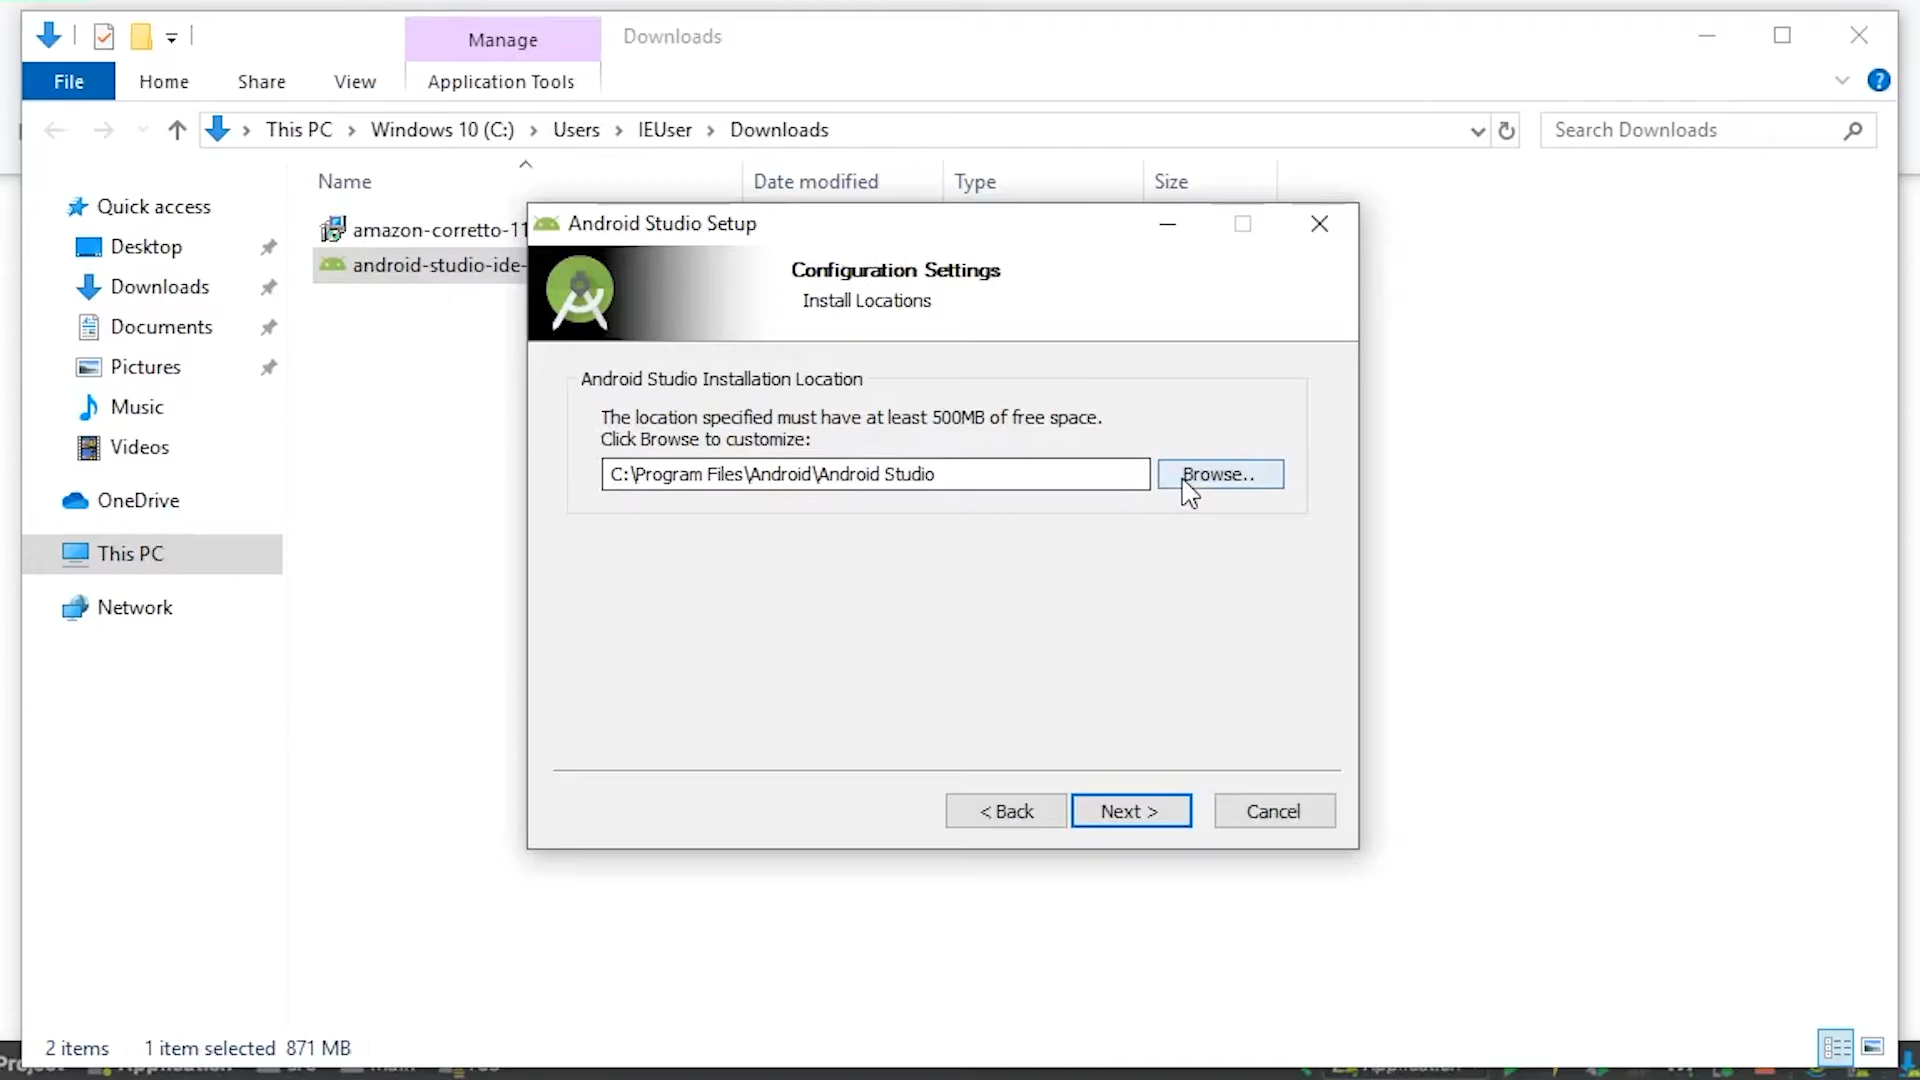 Manage
Downloads
File
Home
Share
View
Application Tools
This PC
Windows 10 (C:)
Users
IEUser
Downloads
Search Downloads
Name
Date modified
Type
Size
Quick access
Desktop
Downloads
Documents
Pictures
Music
Videos
OneDrive
This PC
Network
amazon-corretto-11
android-studio-ide-
Android Studio Setup
Configuration Settings
Install Locations
Android Studio Installation Location
The location specified must have at least 500MB of free space.
Click Browse to customize:
C:\Program Files\Android\Android Studio
Browse..
< Back
Next >
Cancel
2 items
1 item selected 871 MB